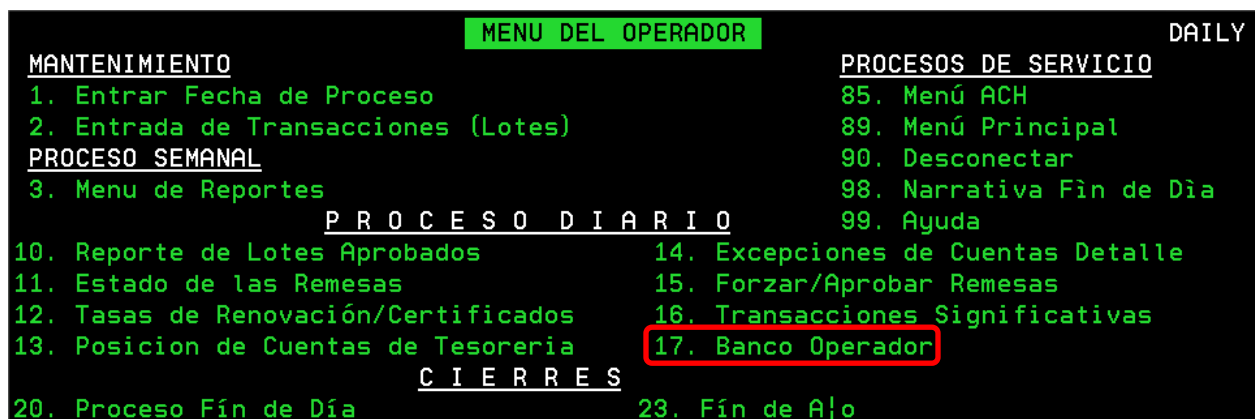 MENU DEL OPERADOR DAILY
MANTENIMIENTO PROCESOS DE SERVICIO
1. Entrar Fecha de Proceso 85. Menú ACH
2. Entrada de Transacciones (Lotes) 89. Menú Principal
PROCESO SEMANAL 90. Desconectar
3. Menu de Reportes 98. Narrativa Fìn de Dìa
P R O C E S O D I A R I O 99. Ayuda
10. Reporte de Lotes Aprobados 14. Excepciones de Cuentas Detalle
11. Estado de las Remesas 15. Forzar/Aprobar Remesas
12. Tasas de Renovación/Certificados 16. Transacciones Significativas
13. Posicion de Cuentas de Tesoreria 17. Banco Operador
C I E R R E S
20. Proceso Fín de Día 23. Fín de A¦o